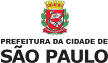 PREFEITURA DA CIDADE DE
SÃO PAULO